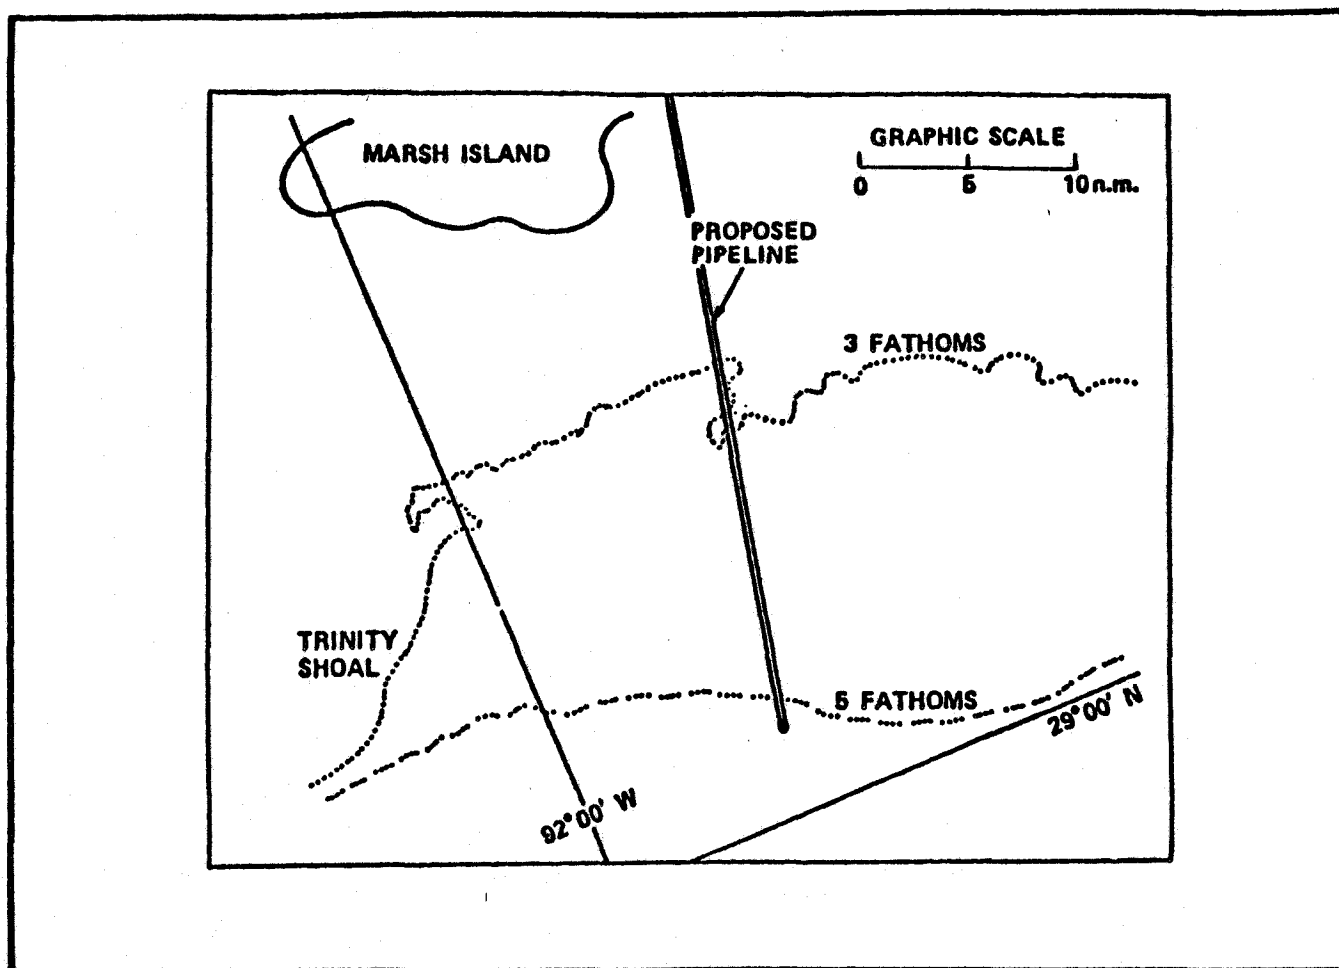 MARSH ISLAND
GRAPHIC SCALE
0 5 10 n.m.
PROPOSED
PIPELINE
3 FATHOMS
TRINITY
SHOAL
5 FATHOMS
29°00' N
92°00' W